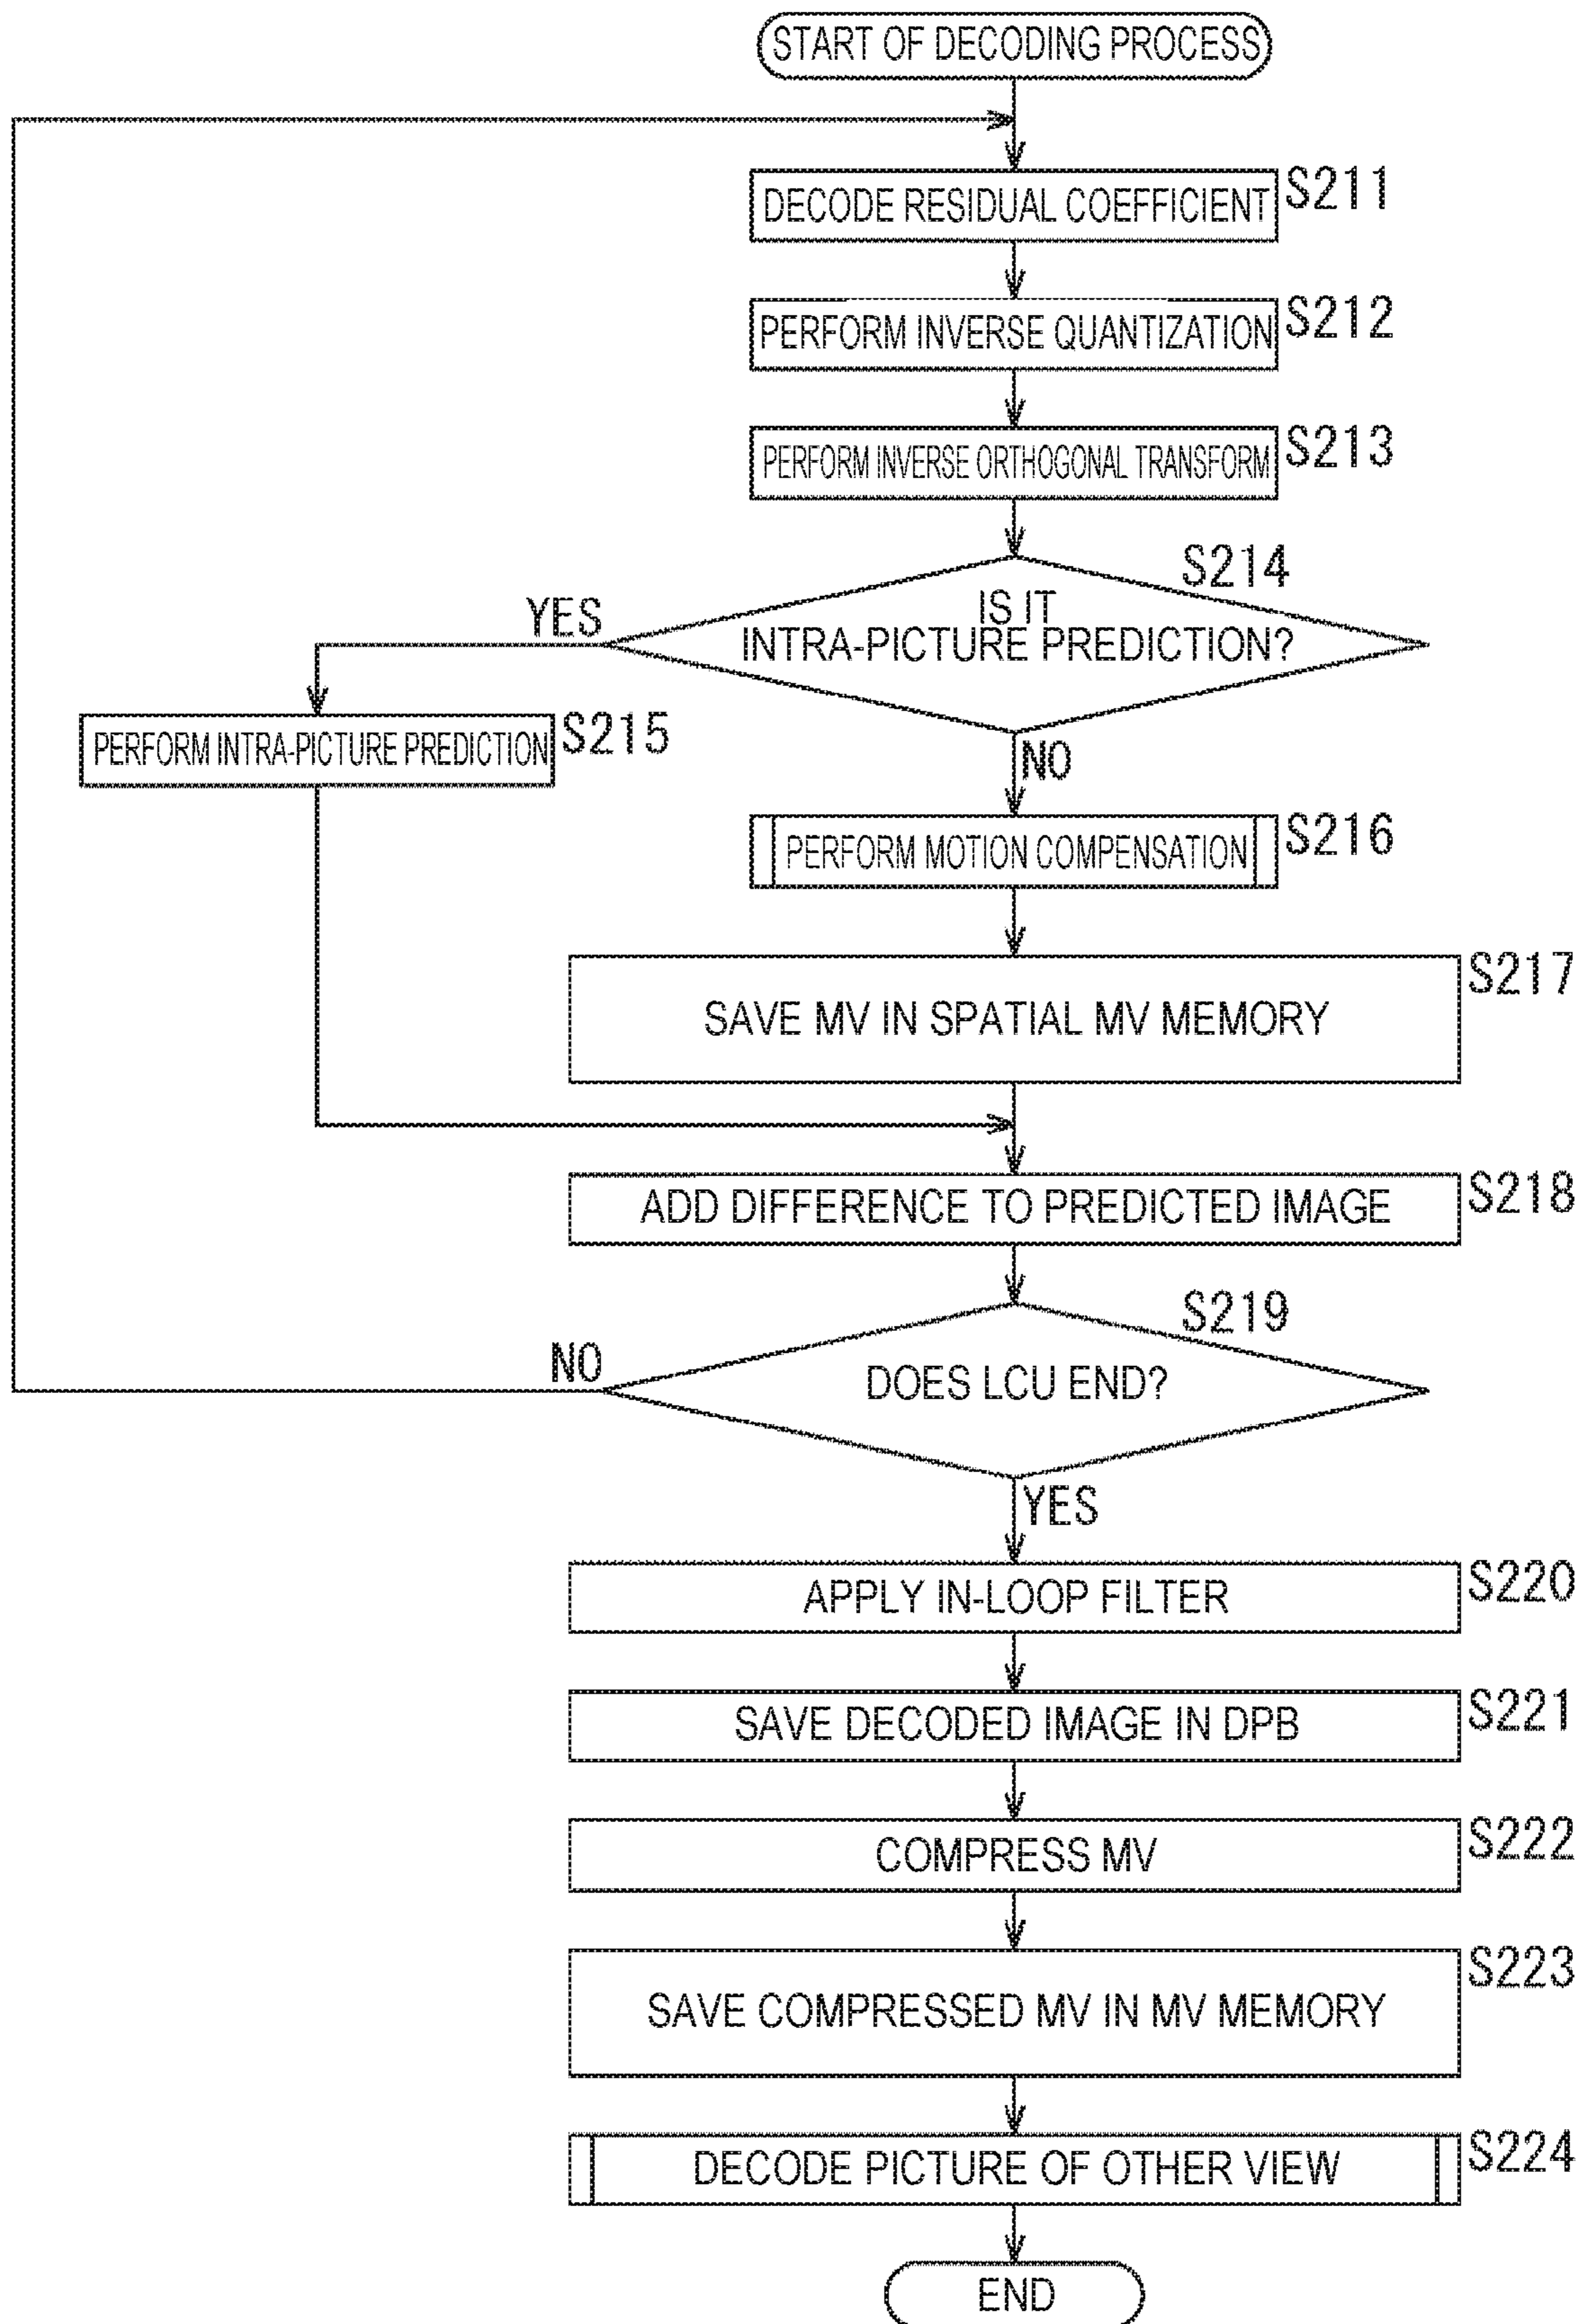 START OF DECODING PROCESS
DECODE RESIDUAL COEFFICIENT
S211
PERFORM INVERSE QUANTIZATION
S212
PERFORM INVERSE ORTHOGONAL TRANSFORM
S213
S214
IS IT
INTRA-PICTURE PREDICTION?
YES
NO
PERFORM INTRA-PICTURE PREDICTION
S215
PERFORM MOTION COMPENSATION
S216
SAVE MV IN SPATIAL MV MEMORY
S217
ADD DIFFERENCE TO PREDICTED IMAGE
S218
S219
DOES LCU END?
NO
YES
APPLY IN-LOOP FILTER
S220
SAVE DECODED IMAGE IN DPB
S221
COMPRESS MV
S222
SAVE COMPRESSED MV IN MV MEMORY
S223
DECODE PICTURE OF OTHER VIEW
S224
END